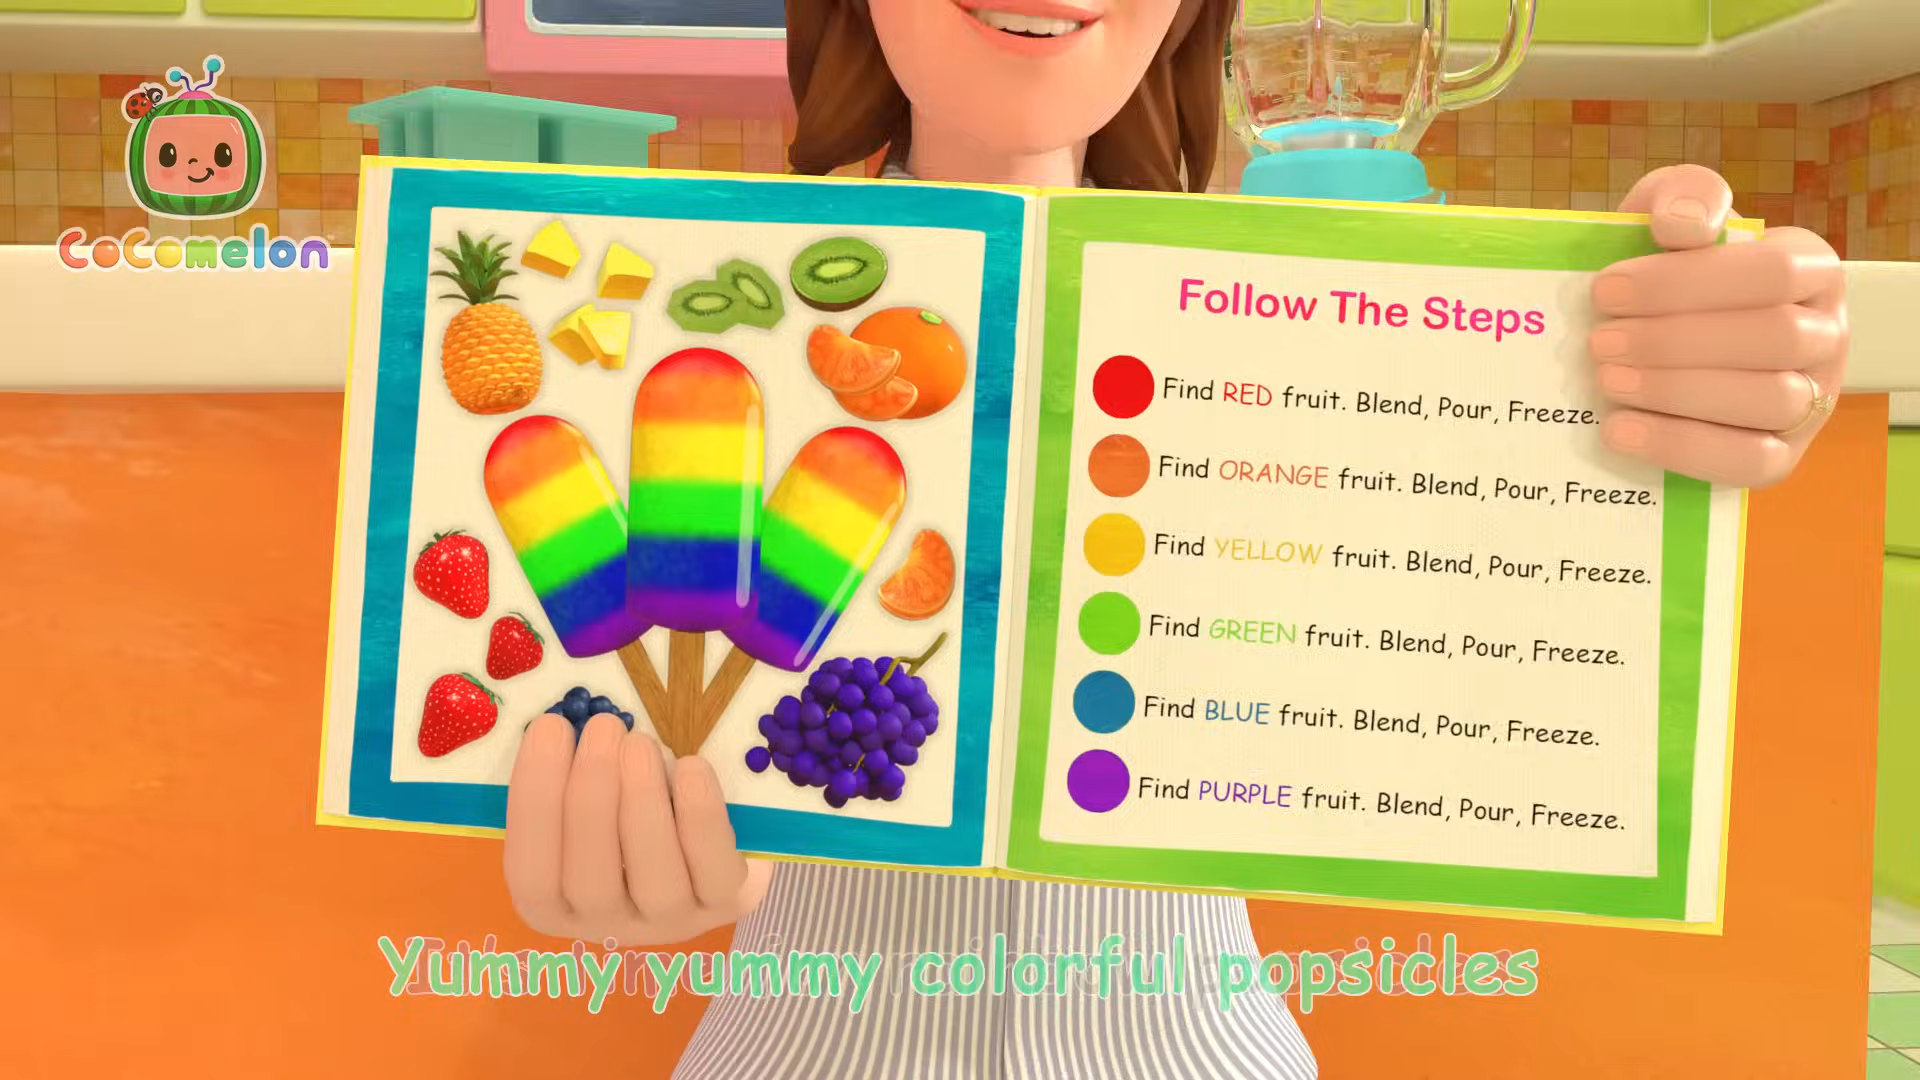 CoComelon
Follow The Steps
Find RED fruit. Blend, Pour, Freeze.
Find ORANGE fruit. Blend, Pour, Freeze.
Find YELLOW fruit. Blend, Pour, Freeze.
Find GREEN fruit. Blend, Pour, Freeze.
Find BLUE fruit. Blend, Pour, Freeze.
Find PURPLE fruit. Blend, Pour, Freeze.
Yummy yummy colorful popsicles